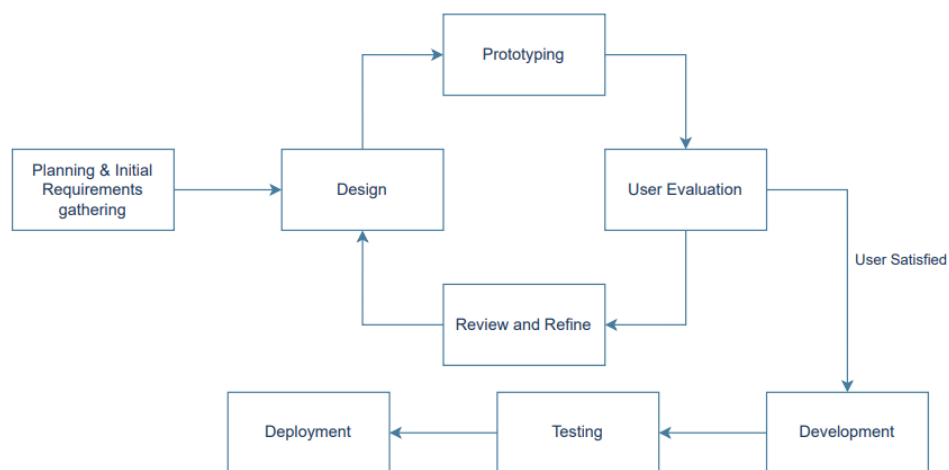 Prototyping
Planning & Initial
Requirements
gathering
Design
User Evaluation
User Satisfied
Review and Refine
Deployment
Testing
Development